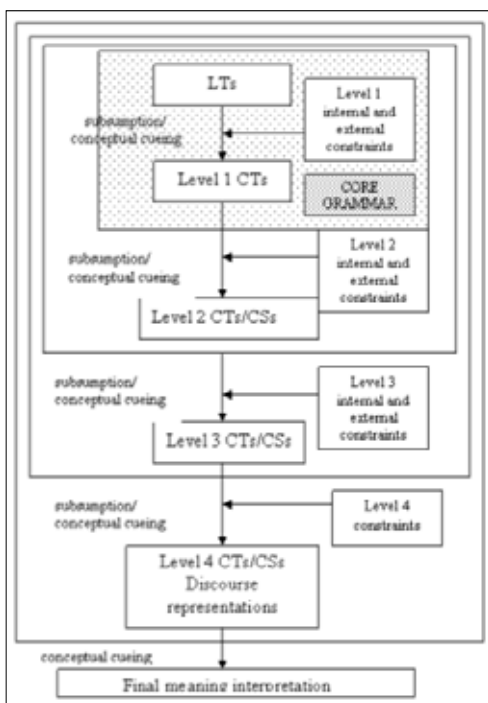 LTs
Level 1
internal and
external
constraints
subsumption/
conceptual cueing
Level 1 CTs
CORE
GRAMMAR
Level 2
internal and
external
constraints
subsumption/
conceptual cueing
Level 2 CTs/CSs
Level 3
internal and
external
constraints
subsumption/
conceptual cueing
Level 3 CTs/CSs
subsumption/
conceptual cueing
Level 4
constraints
Level 4 CTs/CSs
Discourse
representations
conceptual cueing
Final meaning interpretation